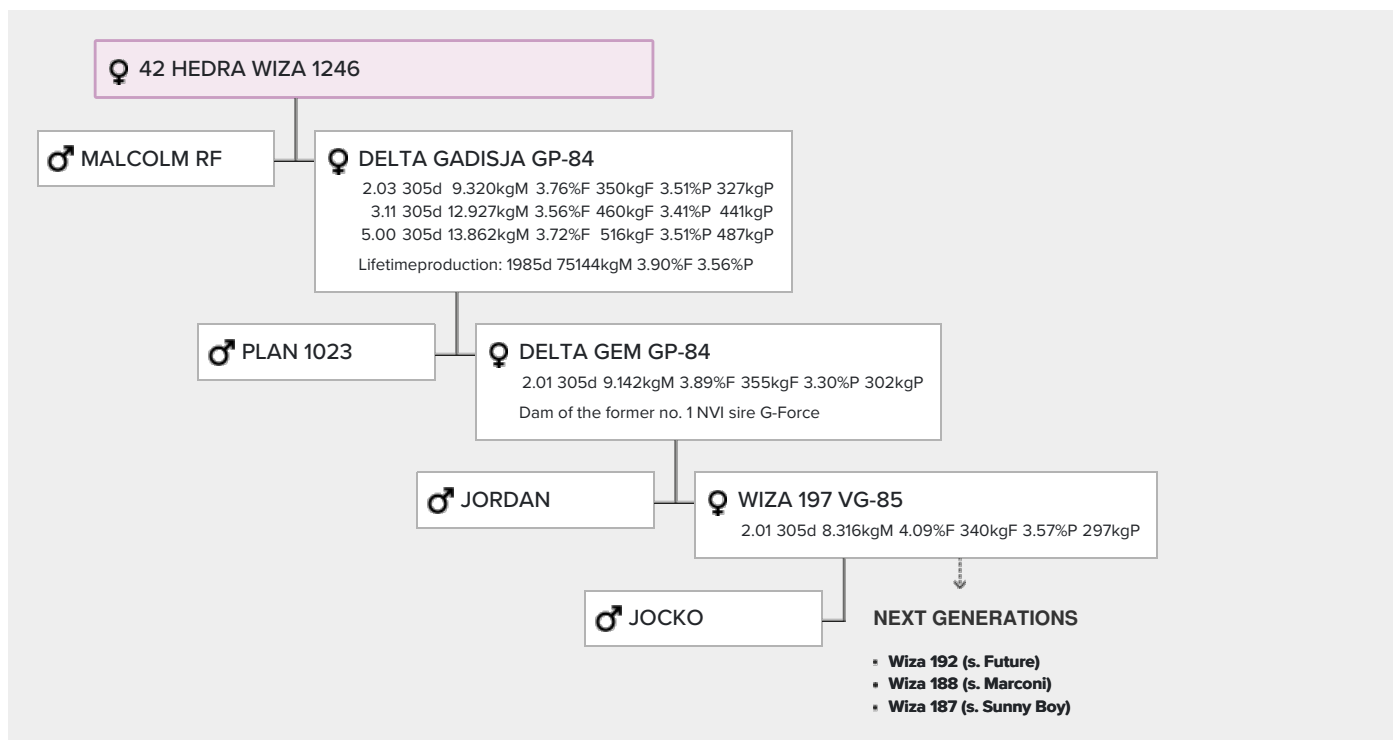 42 HEDRA WIZA 1246
MALCOLM RF
DELTA GADISJA GP-84
2.03 305d 9.320kgM 3.76%F 350kgF 3.51%P 327kgP
3.11 305d 12.927kgM 3.56%F 460kgF 3.41%P 441kgP
5.00 305d 13.862kgM 3.72%F 516kgF 3.51%P 487kgP
Lifetimeproduction: 1985d 75144kgM 3.90%F 3.56%P
PLAN 1023
DELTA GEM GP-84
2.01 305d 9.142kgM 3.89%F 355kgF 3.30%P 302kgP
Dam of the former no. 1 NVI sire G-Force
JORDAN
WIZA 197 VG-85
2.01 305d 8.316kgM 4.09%F 340kgF 3.57%P 297kgP
JOCKO
NEXT GENERATIONS
Wiza 192 (s. Future)
Wiza 188 (s. Marconi)
Wiza 187 (s. Sunny Boy)